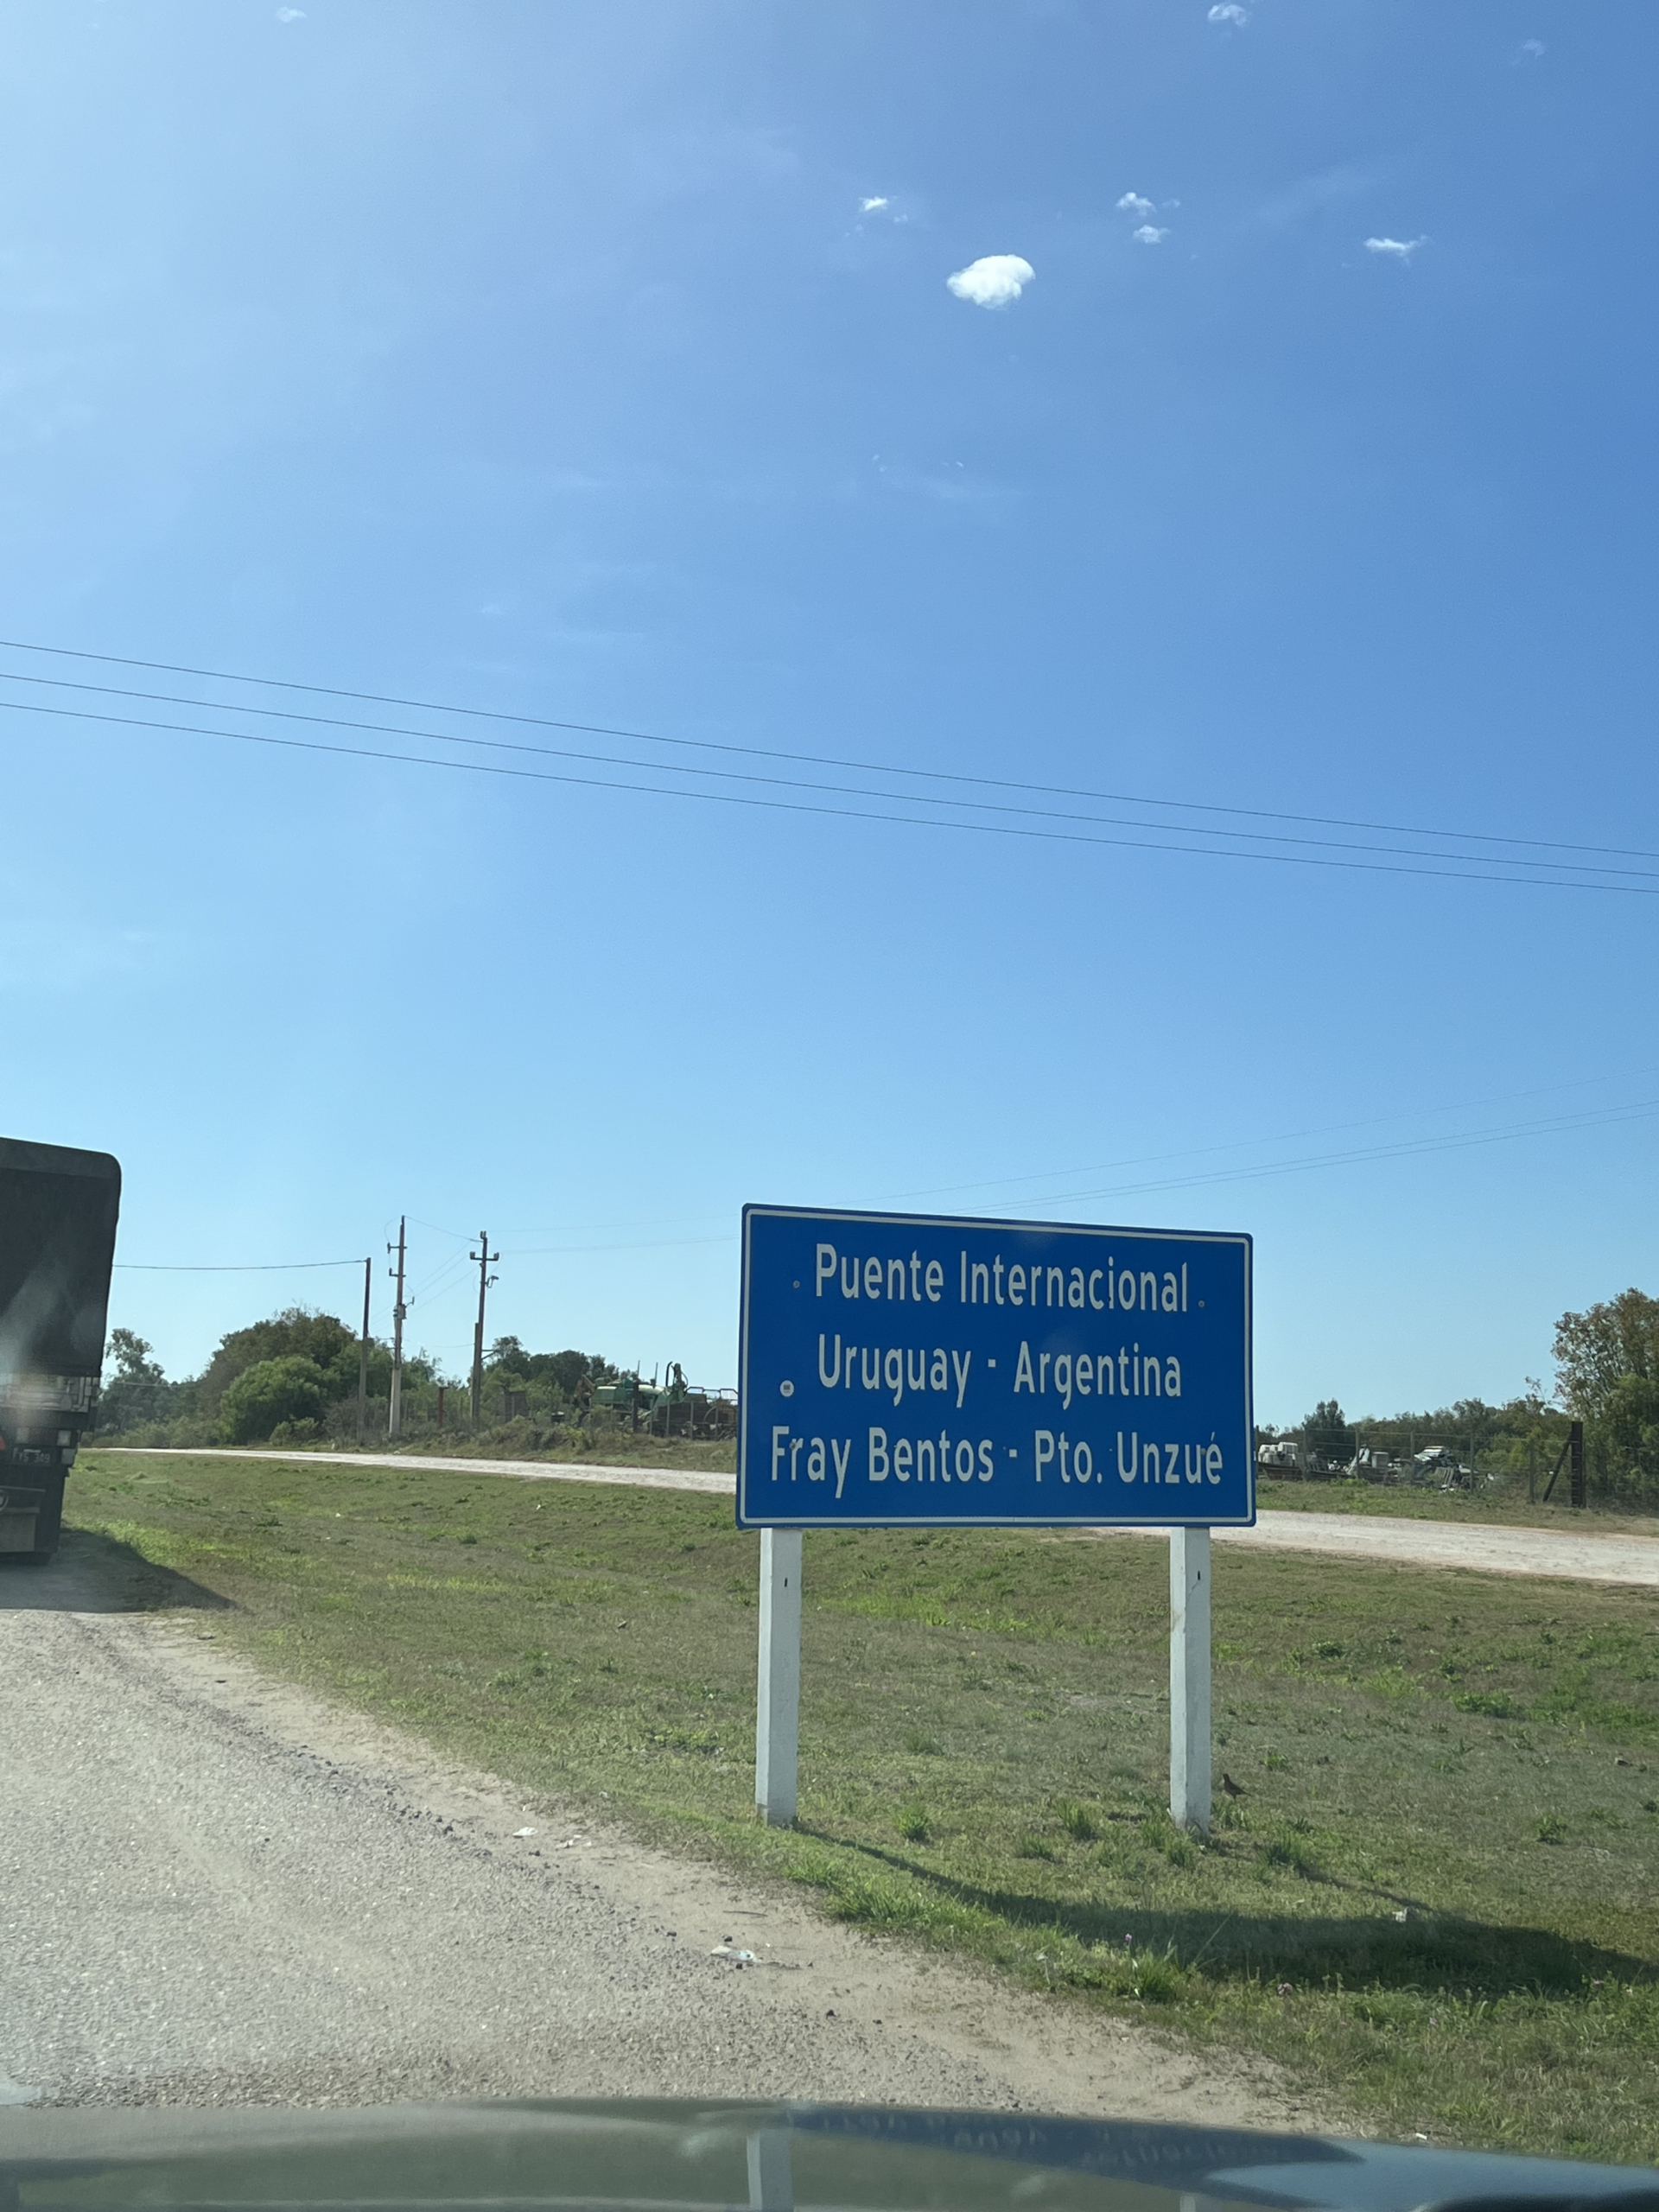 Puente Internacional
Uruguay - Argentina
Fray Bentos - Pto. Unzué